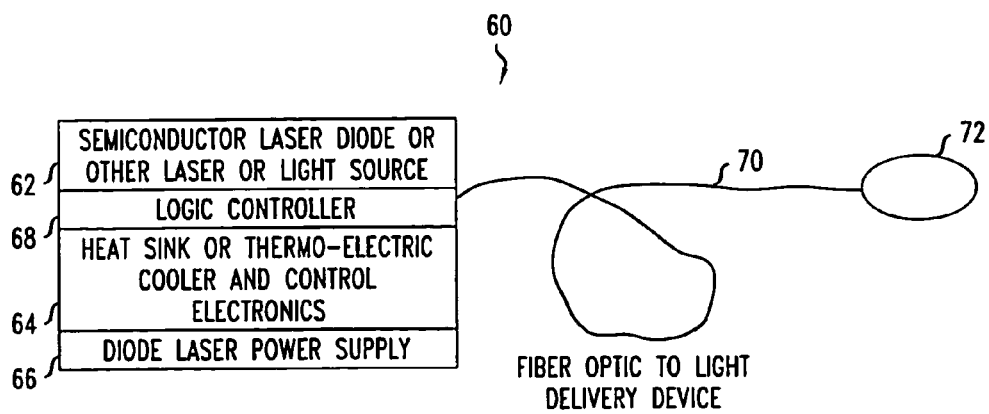 60
SEMICONDUCTOR LASER DIODE OR
OTHER LASER OR LIGHT SOURCE
62
LOGIC CONTROLLER
68
HEAT SINK OR THERMO-ELECTRIC
COOLER AND CONTROL
ELECTRONICS
64
DIODE LASER POWER SUPPLY
66
70
72
FIBER OPTIC TO LIGHT
DELIVERY DEVICE